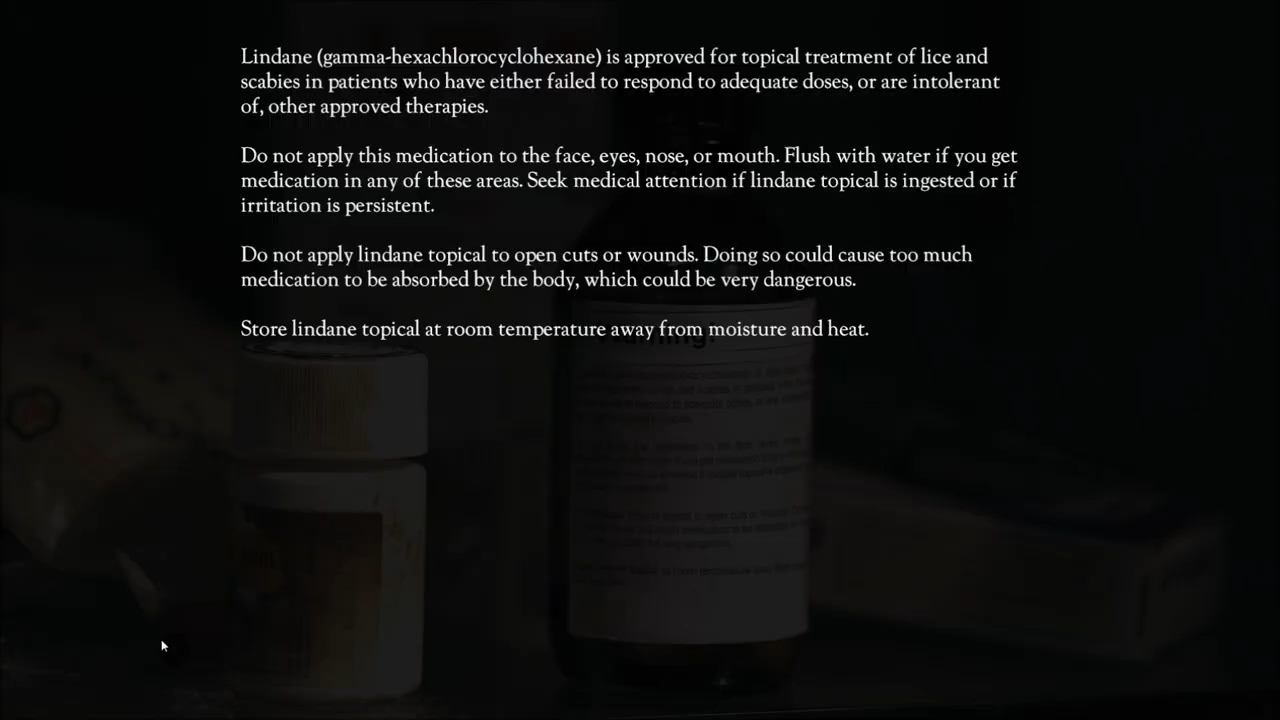 Lindane (gamma-hexachlorocyclohexane) is approved for topical treatment of lice and
scabies in patients who have either failed to respond to adequate doses, or are intolerant
of, other approved therapies.
Do not apply this medication to the face, eyes, nose, or mouth. Flush with water if you get
medication in any of these areas. Seek medical attention if lindane topical is ingested or if
irritation is persistent.
Do not apply lindane topical to open cuts or wounds. Doing so could cause too much
medication to be absorbed by the body, which could be very dangerous.
Store lindane topical at room temperature away from moisture and heat.
Warning!